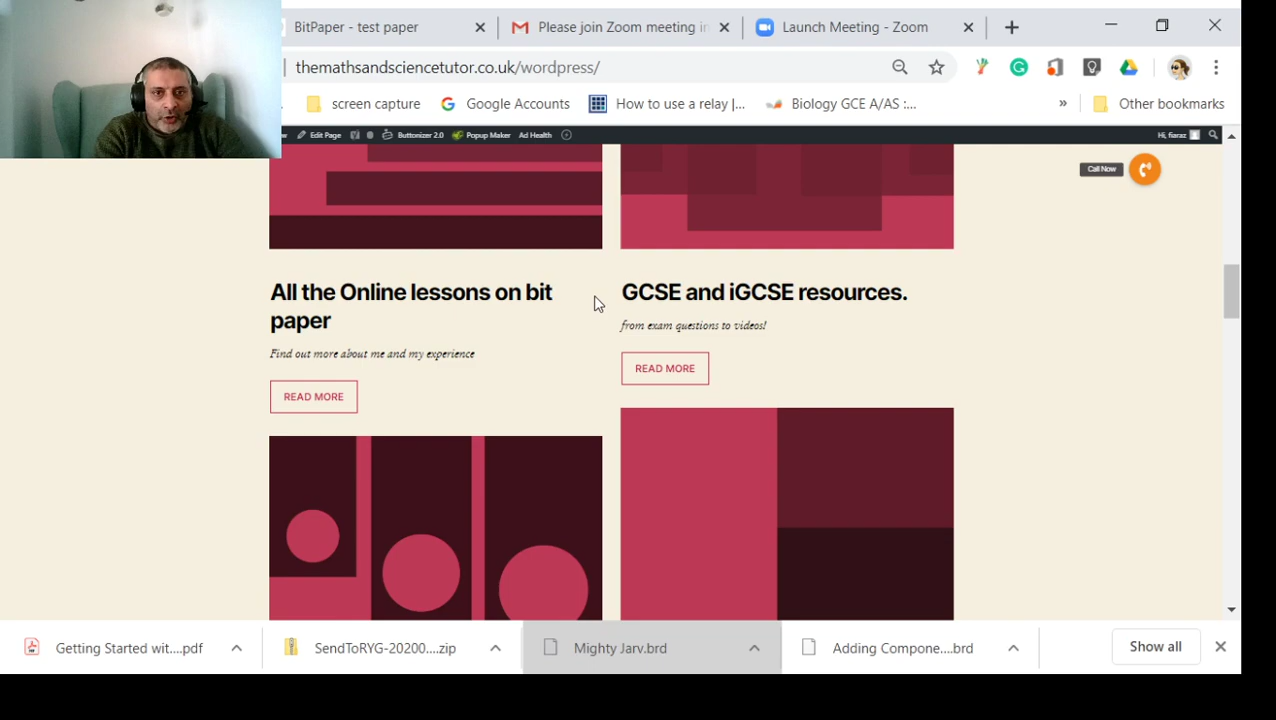 BitPaper - test paper
Please join Zoom meeting in
Launch Meeting - Zoom
themathsandsciencetutor.co.uk/wordpress/
screen capture
Google Accounts
How to use a relay |...
Biology GCE A/AS :...
»
Other bookmarks
Edit Page
Buttonizer 2.0
Popup Maker
Ad Health
Hi, fiaraz
Call Now
All the Online lessons on bit
paper
Find out more about me and my experience
READ MORE
GCSE and iGCSE resources.
from exam questions to videos!
READ MORE
Getting Started wit....pdf
SendToRYG-20200....zip
Mighty Jarv.brd
Adding Compone....brd
Show all